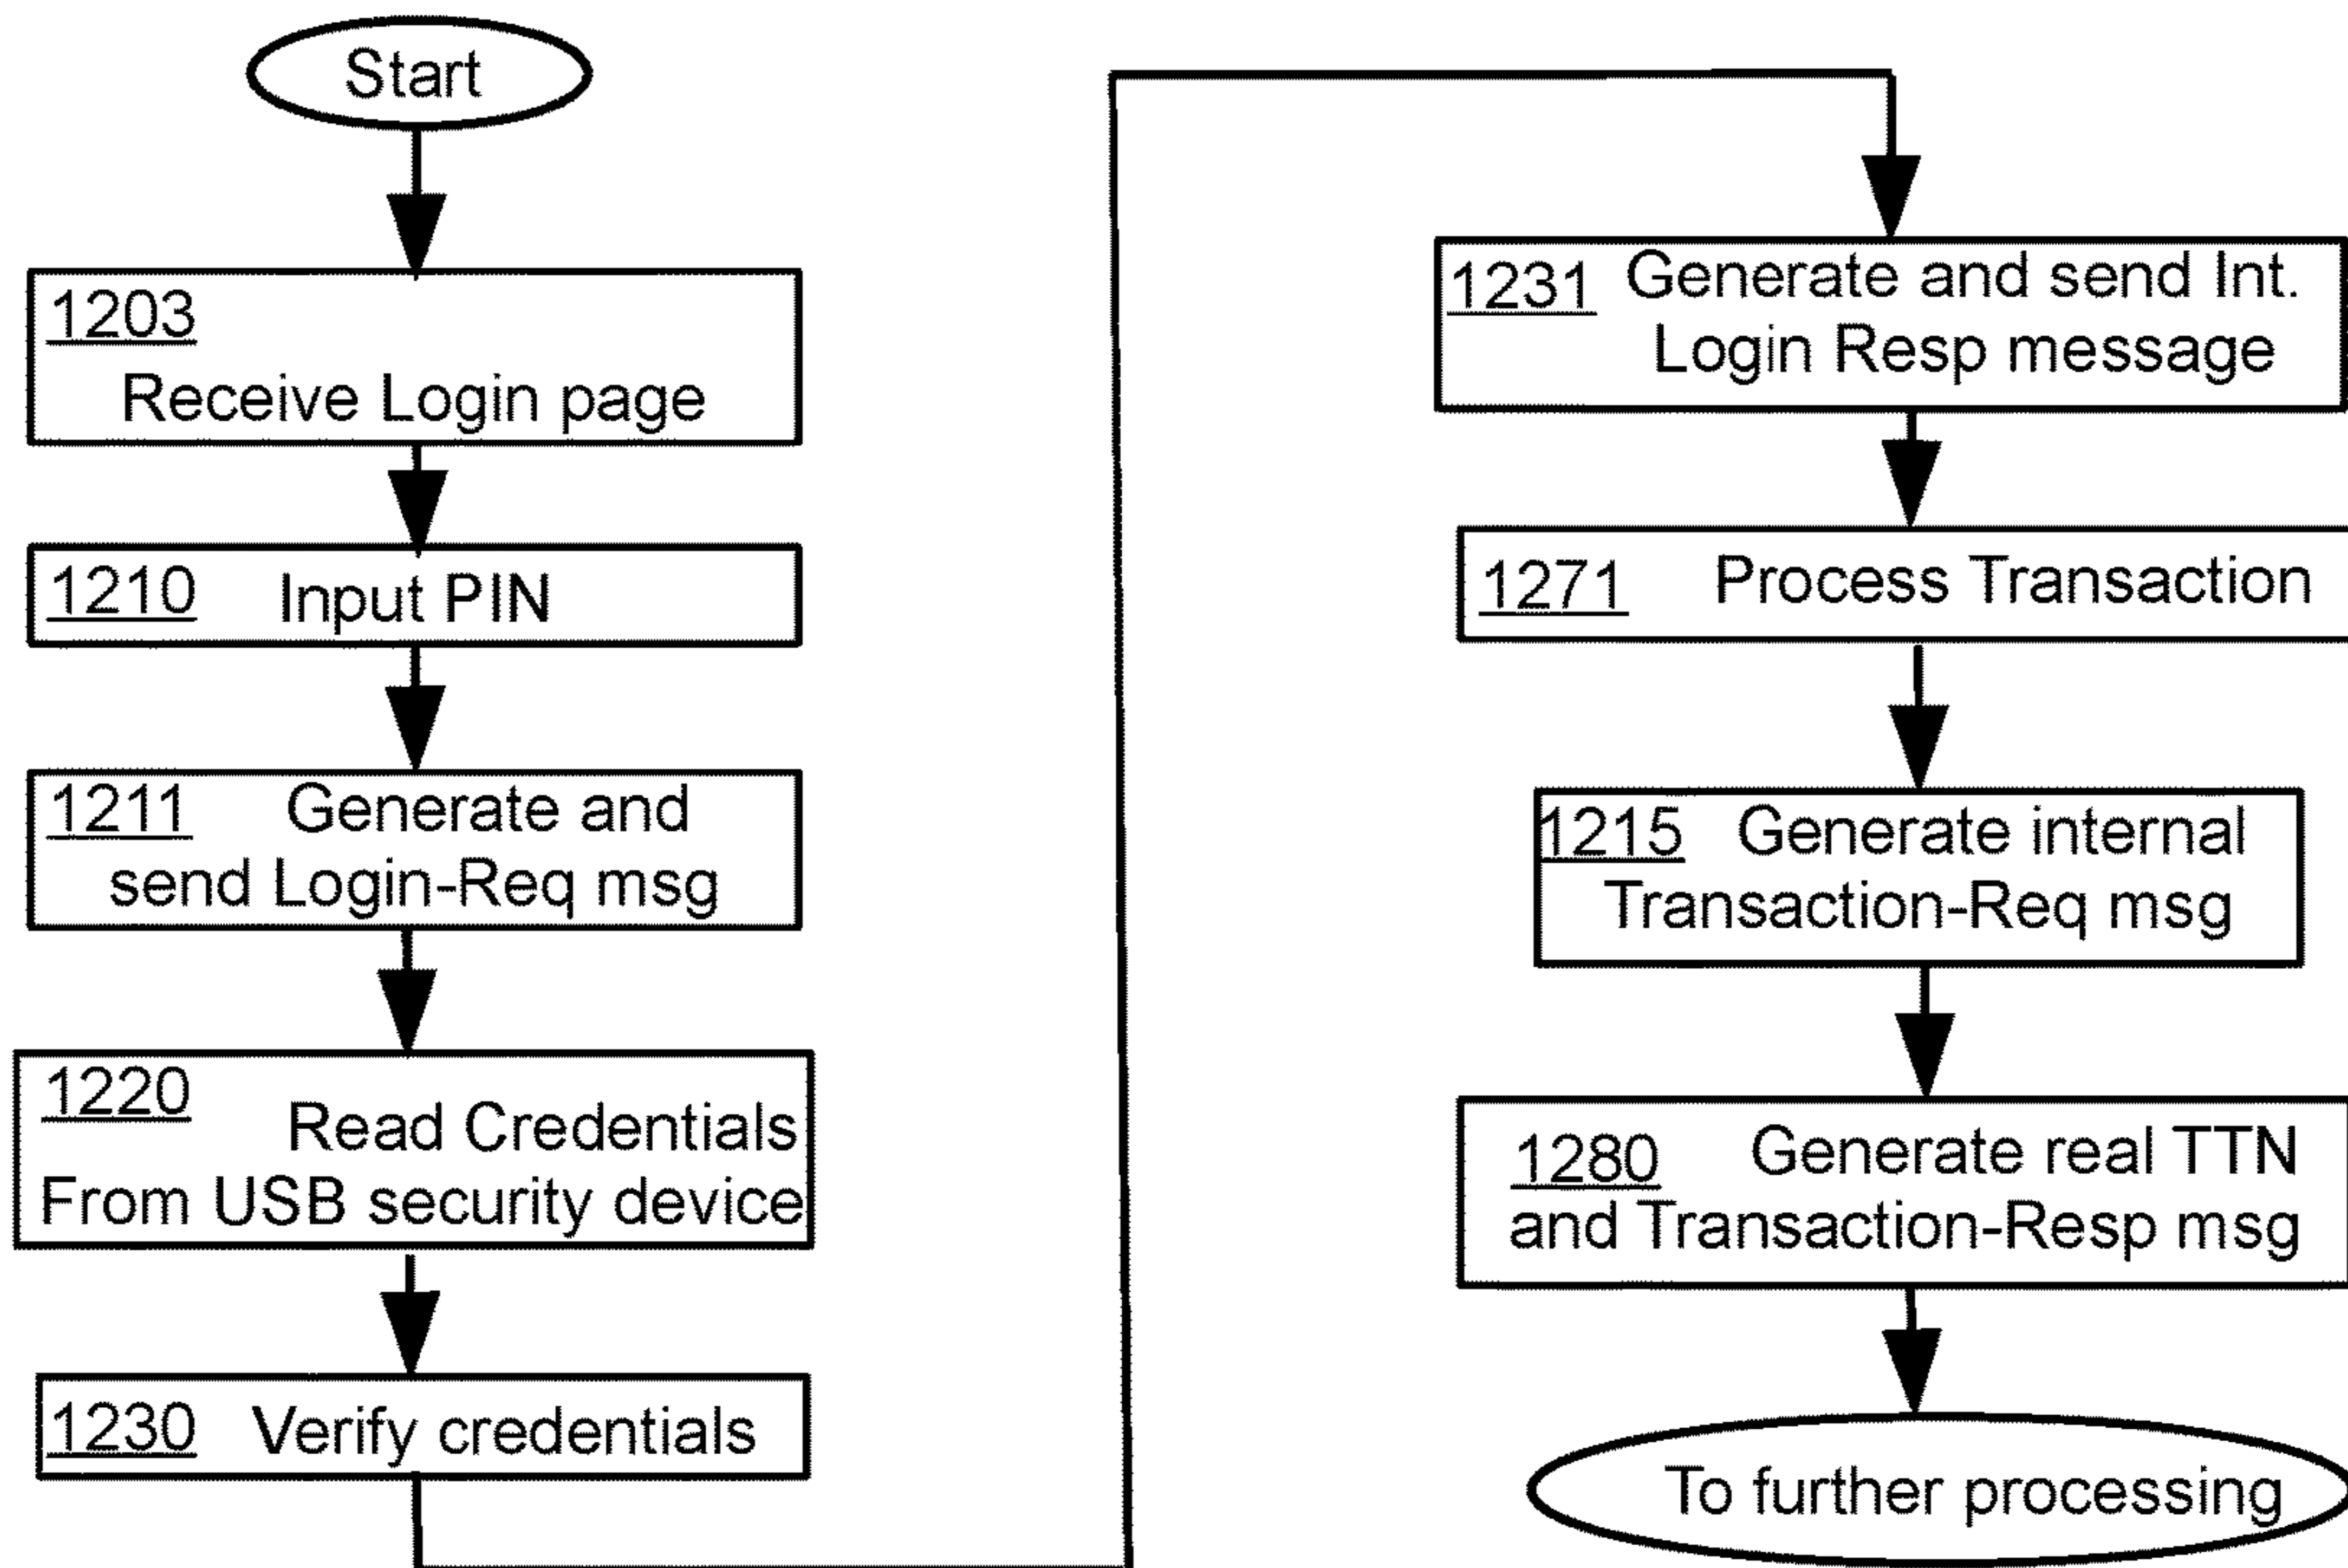 Start
1203
Receive Login page
1210 Input PIN
1211 Generate and
send Login-Req msg
1220
Read Credentials
From USB security device
1230 Verify credentials
1231 Generate and send Int.
Login Resp message
1271 Process Transaction
1215 Generate internal
Transaction-Req msg
1280 Generate real TTN
and Transaction-Resp msg
To further processing